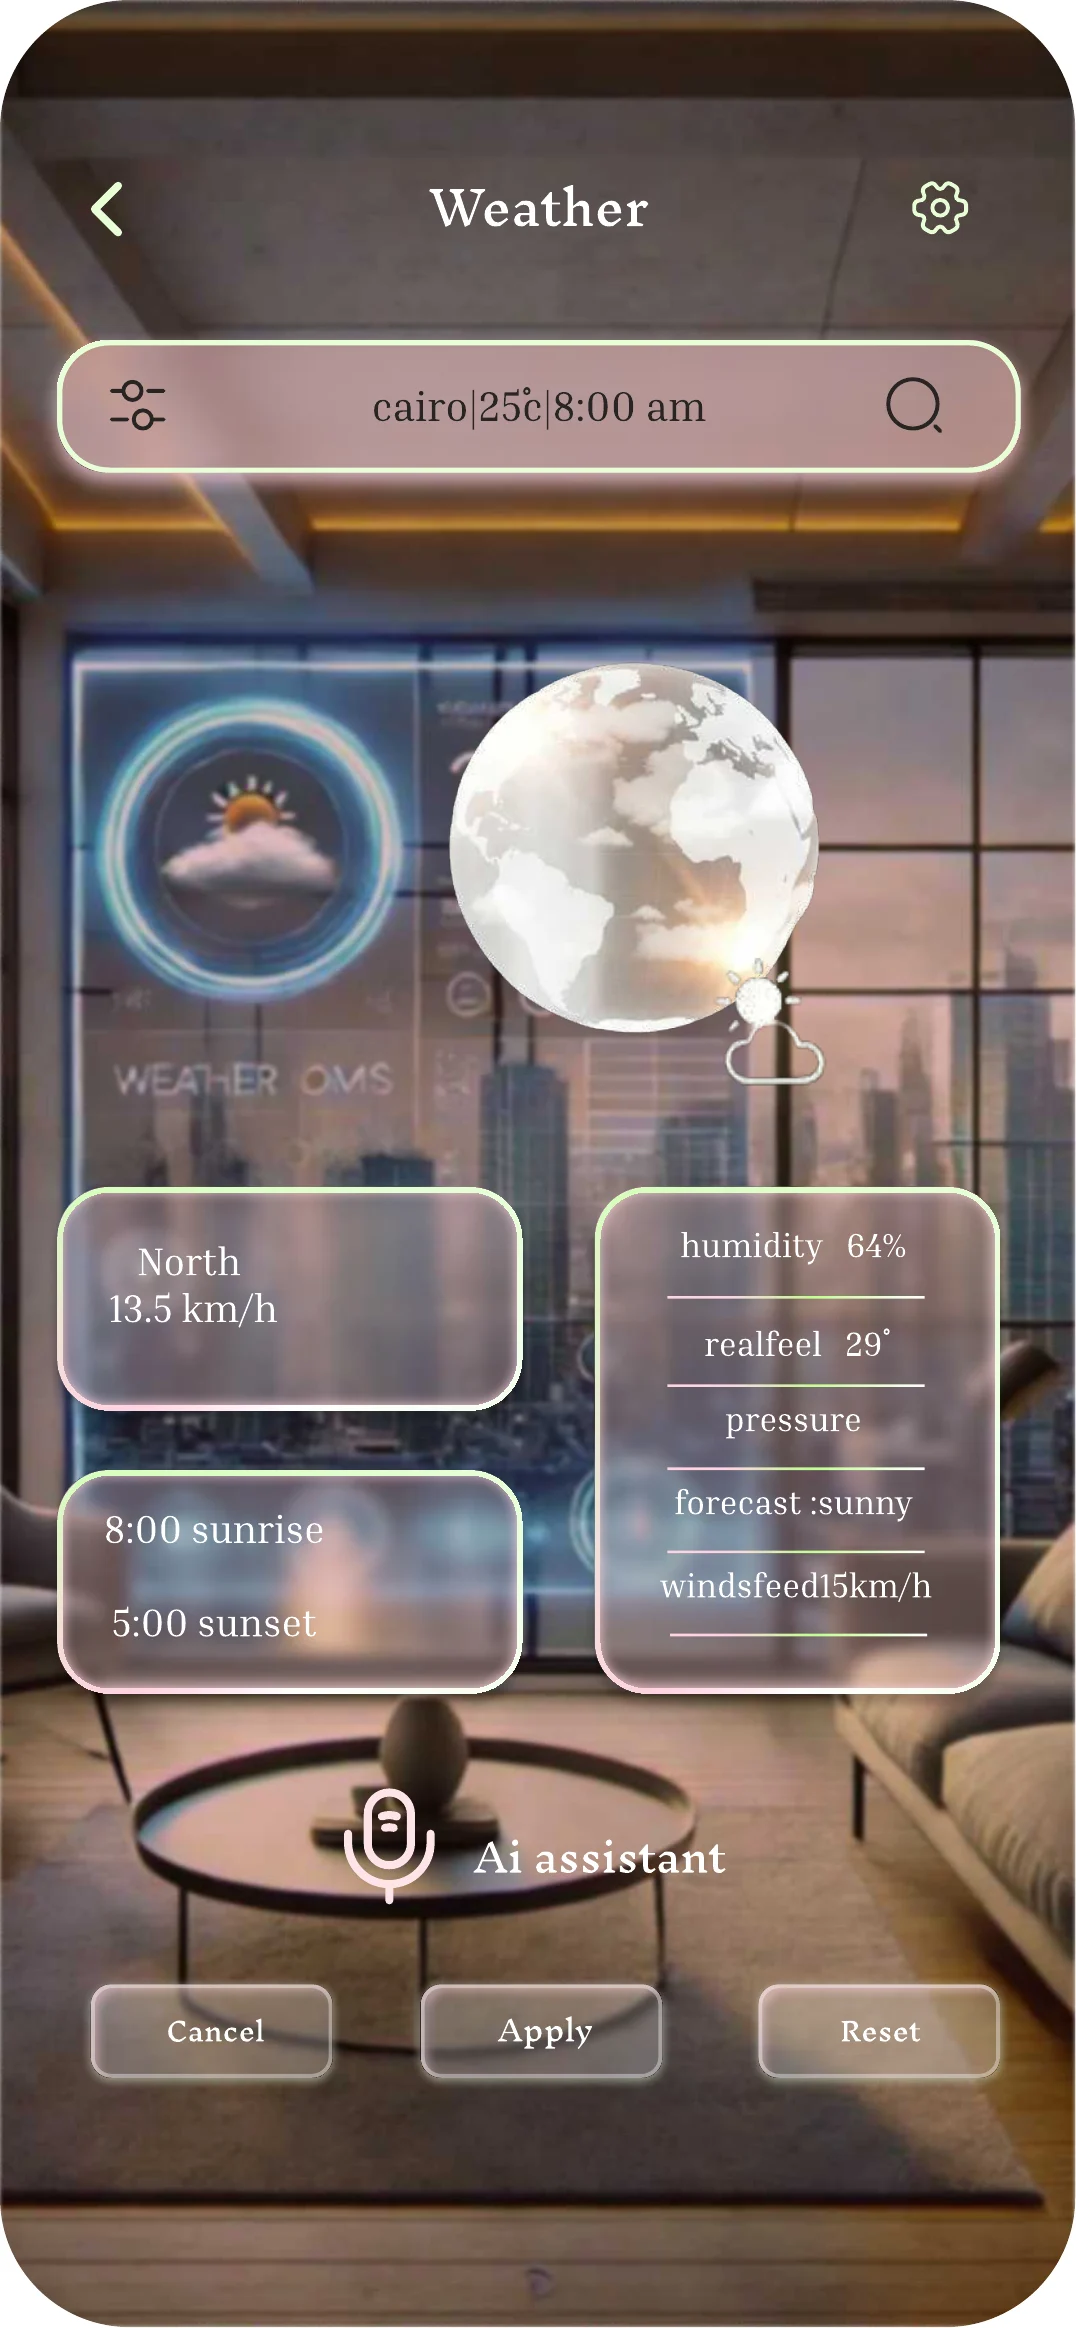 Weather
cairo|25°c|8:00 am
WEATHER OMS
North
13.5 km/h
humidity 64%
realfeel 29°
pressure
forecast :sunny
windsfeed15km/h
8:00 sunrise
5:00 sunset
Ai assistant
Cancel
Apply
Reset